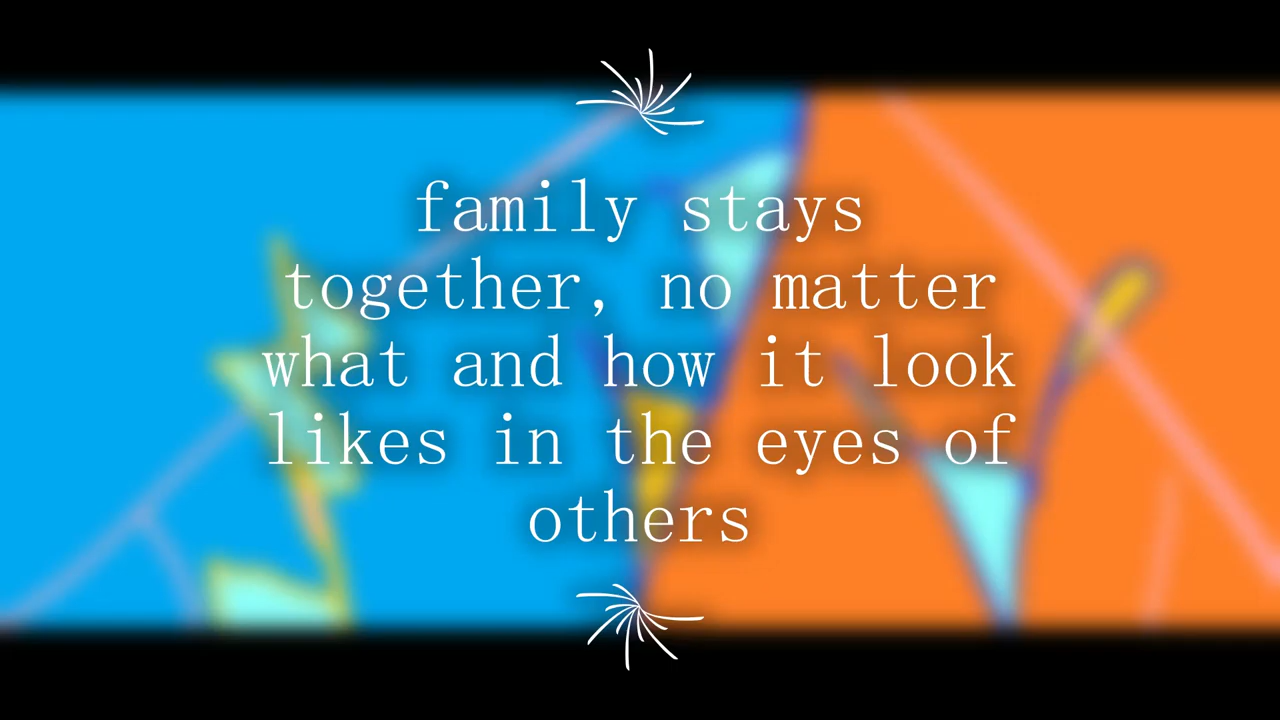 family stays
together, no matter
what and how it look
likes in the eyes of
others